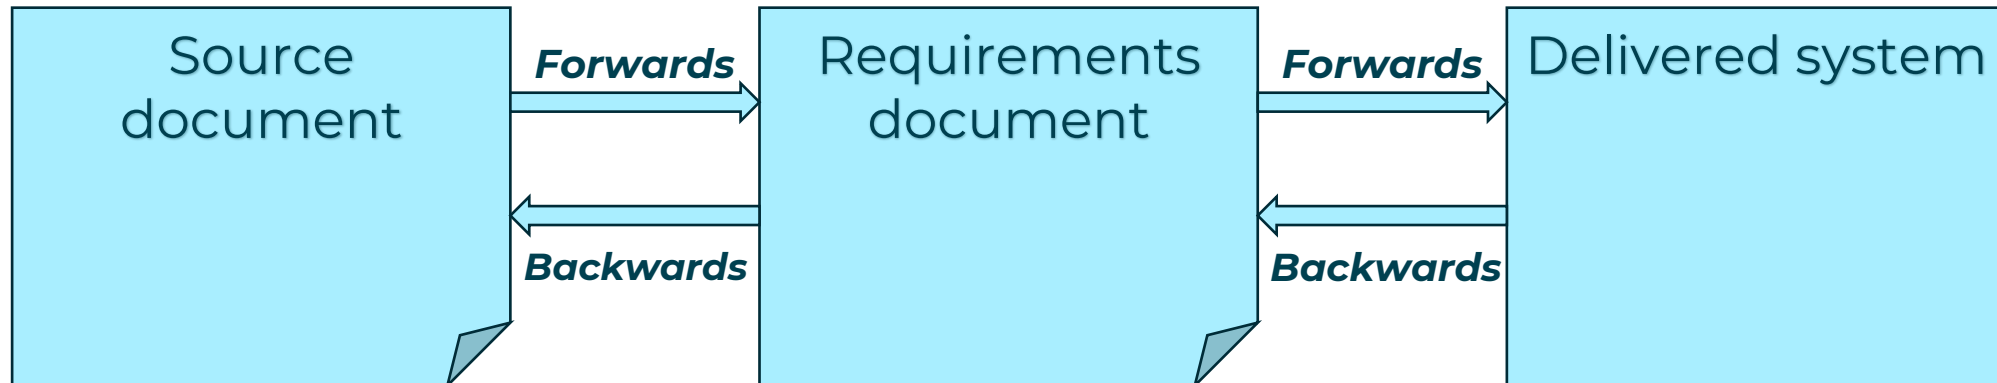 Source
document
Forwards
Backwards
Requirements
document
Forwards
Backwards
Delivered system